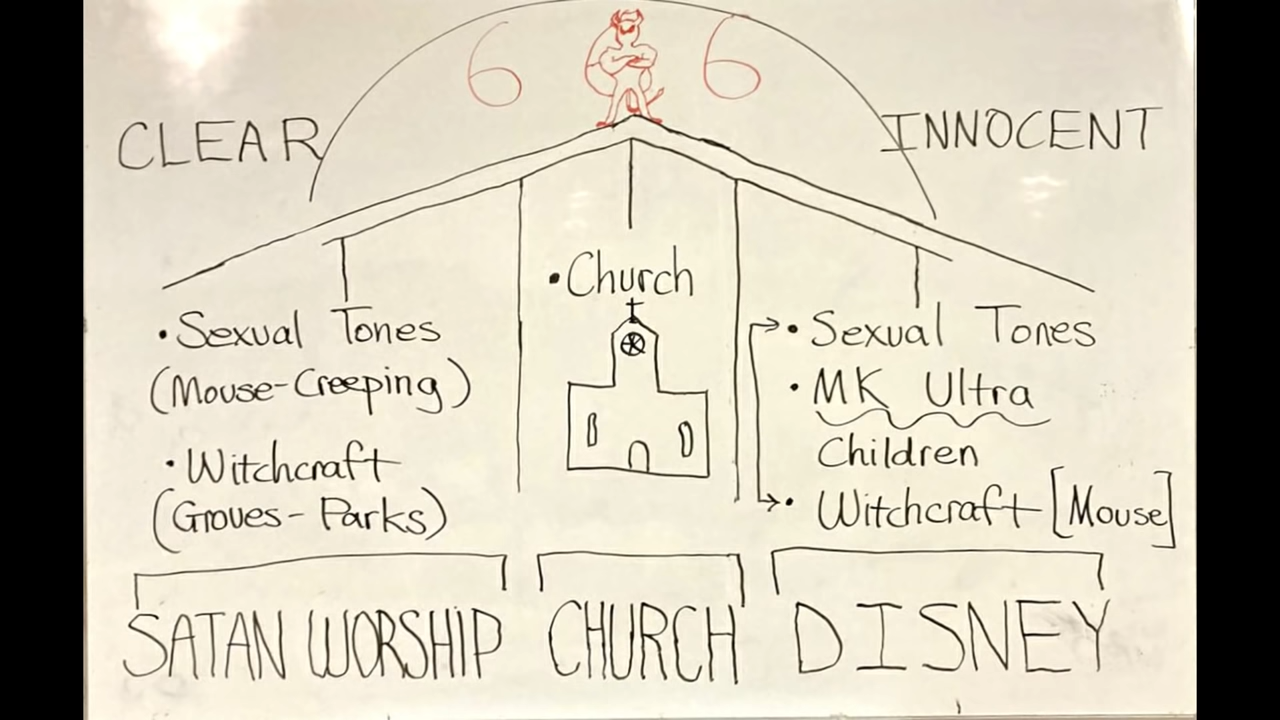 6 6
CLEAR INNOCENT
• Church
• Sexual Tones
(Mouse-Creeping)
• Witchcraft
(Groves - Parks)
• Sexual Tones
• MK Ultra
Children
• Witchcraft [Mouse]
SATAN WORSHIP CHURCH DISNEY